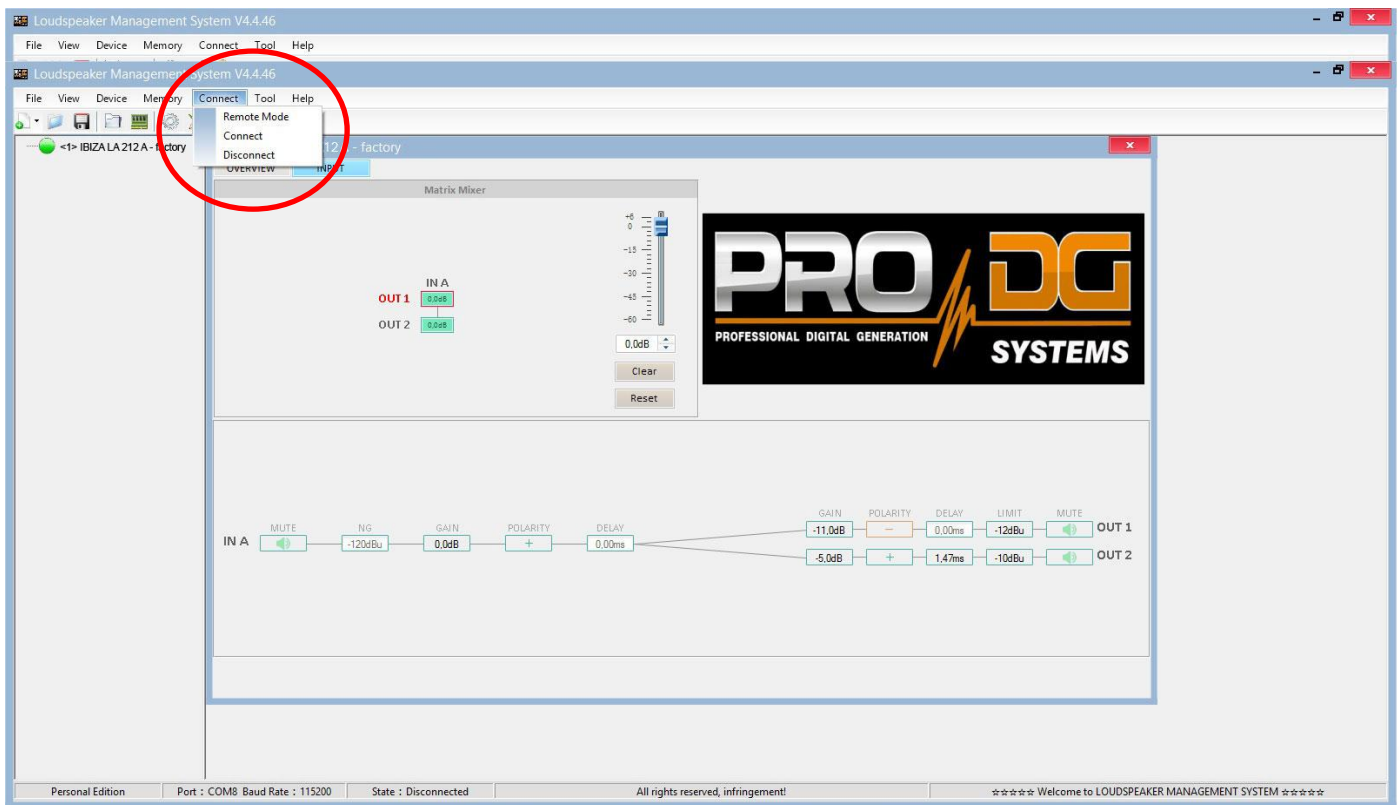 Loudspeaker Management System V4.4.46
File View Device Memory Connect Tool Help
Loudspeaker Management System V4.4.46
File View Device Memory Connect Tool Help
Remote Mode
Connect
Disconnect
<1> IBIZA LA 212 A - factory
12 - factory
OVERVIEW INPUT
Matrix Mixer
+6
0
-15
-30
-45
-60
IN A
OUT 1 0,0dB
OUT 2 0,0dB
0,0dB
Clear
Reset
PRO DG
PROFESSIONAL DIGITAL GENERATION
SYSTEMS
GAIN POLARITY DELAY LIMIT MUTE
-11,0dB − 0,00ms -12dBu OUT 1
MUTE NG GAIN POLARITY DELAY
IN A -120dBu 0,0dB + 0,00ms
-5,0dB + 1,47ms -10dBu OUT 2
Personal Edition Port : COM8 Baud Rate : 115200 State : Disconnected All rights reserved, infringement! ☆☆☆☆☆ Welcome to LOUDSPEAKER MANAGEMENT SYSTEM ☆☆☆☆☆